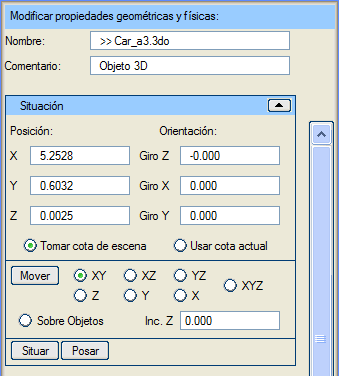 Modificar propiedades geométricas y físicas:
Nombre: >> Car_a3.3do
Comentario: Objeto 3D
Situación
Posición: Orientación:
X 5.2528 Giro Z -0.000
Y 0.6032 Giro X 0.000
Z 0.0025 Giro Y 0.000
Tomar cota de escena Usar cota actual
Mover XY XZ YZ XYZ
Z Y X
Sobre Objetos Inc. Z 0.000
Situar Posar